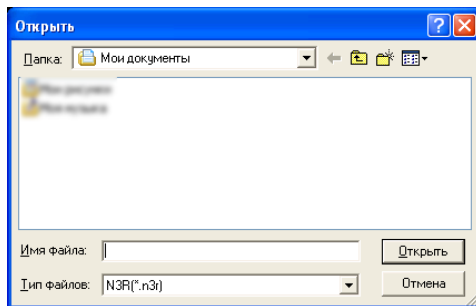 Открыть
Папка: Мои документы
Имя файла:
Открыть
Тип файлов: N3R(*.n3r)
Отмена